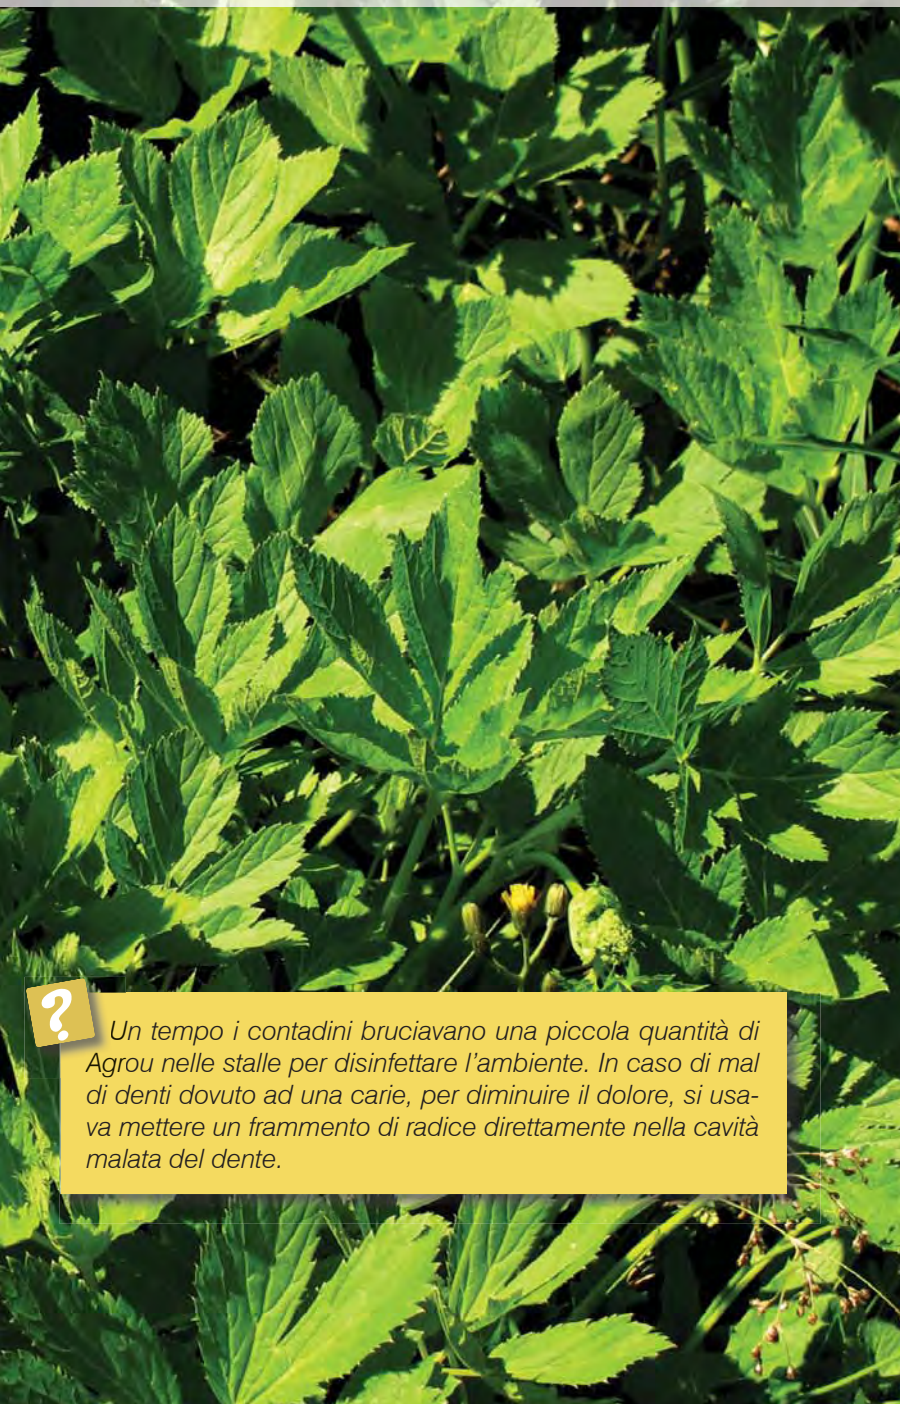 ?
Un tempo i contadini bruciavano una piccola quantità di
Agrou nelle stalle per disinfettare l'ambiente. In caso di mal
di denti dovuto ad una carie, per diminuire il dolore, si usa-
va mettere un frammento di radice direttamente nella cavità
malata del dente.